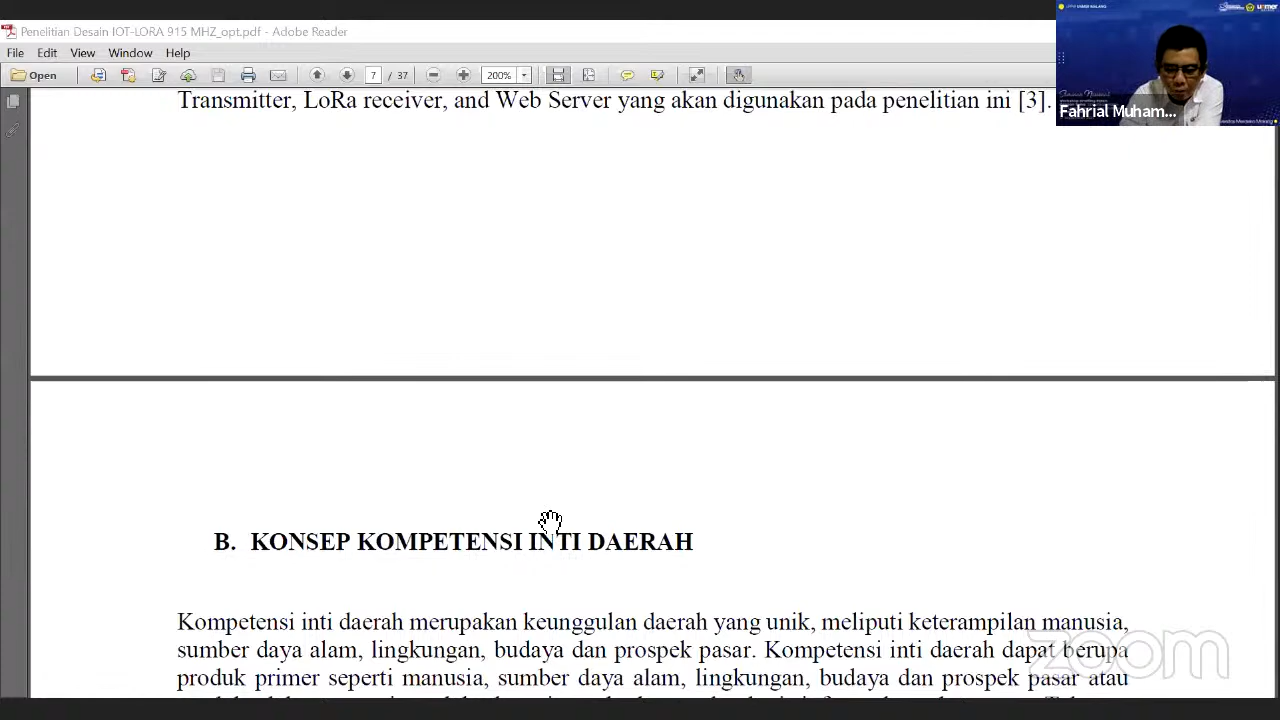 Penelitian Desain IOT-LORA 915 MHZ_opt.pdf - Adobe Reader
File Edit View Window Help
Open 7 / 37 200%
Transmitter, LoRa receiver, and Web Server yang akan digunakan pada penelitian ini [3].
Fahrial Muham...
B. KONSEP KOMPETENSI INTI DAERAH
Kompetensi inti daerah merupakan keunggulan daerah yang unik, meliputi keterampilan manusia,
sumber daya alam, lingkungan, budaya dan prospek pasar. Kompetensi inti daerah dapat berupa
produk primer seperti manusia, sumber daya alam, lingkungan, budaya dan prospek pasar atau
zoom